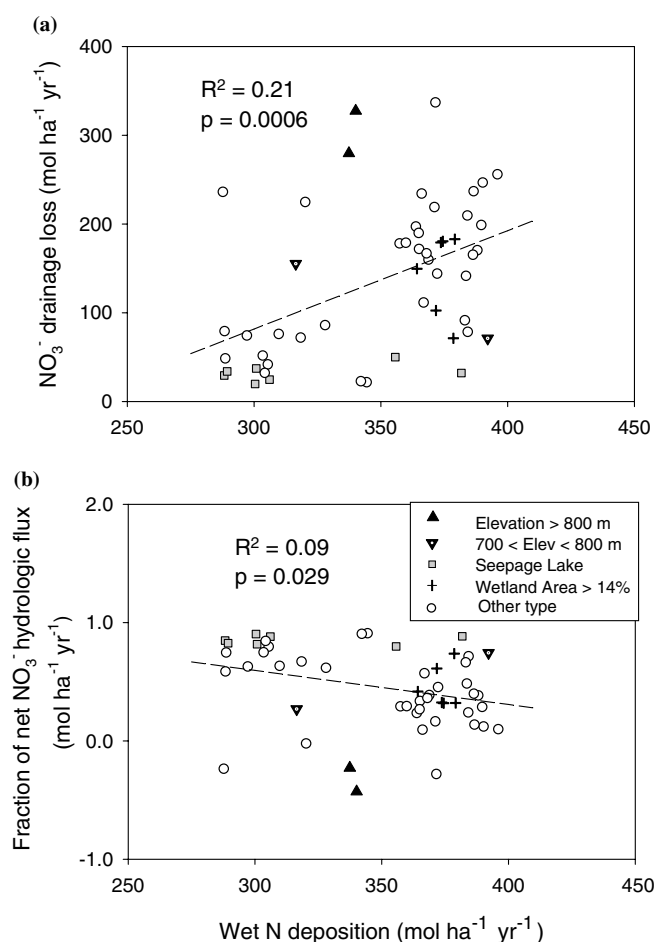 (a)
400
300
200
100
0
NO₃⁻ drainage loss (mol ha⁻¹ yr⁻¹)
R² = 0.21
p = 0.0006
250 300 350 400 450
(b)
2.0
1.0
0.0
-1.0
Fraction of net NO₃⁻ hydrologic flux
(mol ha⁻¹ yr⁻¹)
R² = 0.09
p = 0.029
Elevation > 800 m
700 < Elev < 800 m
Seepage Lake
Wetland Area > 14%
Other type
250 300 350 400 450
Wet N deposition (mol ha⁻¹ yr⁻¹)